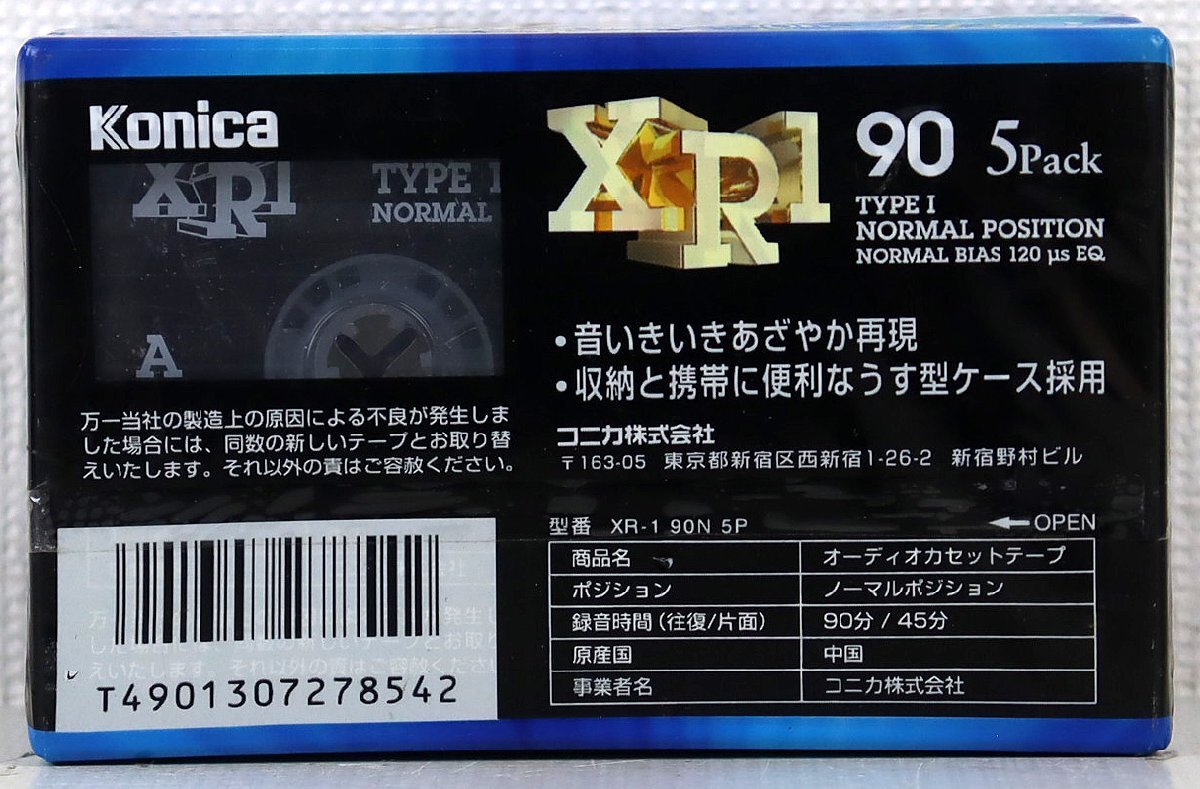 Konica
XR1
TYPE I
NORMAL
A
XR1
90 5Pack
TYPE I
NORMAL POSITION
NORMAL BIAS 120 µs EQ
・音いきいきあざやか再現
・収納と携帯に便利なうす型ケース採用
万一当社の製造上の原因による不良が発生しま
した場合には、同数の新しいテープとお取り替
えいたします。それ以外の責はご容赦ください。
コニカ株式会社
〒163-05 東京都新宿区西新宿1-26-2 新宿野村ビル
型番 XR-1 90N 5P
←OPEN
商品名 オーディオカセットテープ
ポジション ノーマルポジション
録音時間(往復/片面) 90分 / 45分
原産国 中国
事業者名 コニカ株式会社
T4901307278542